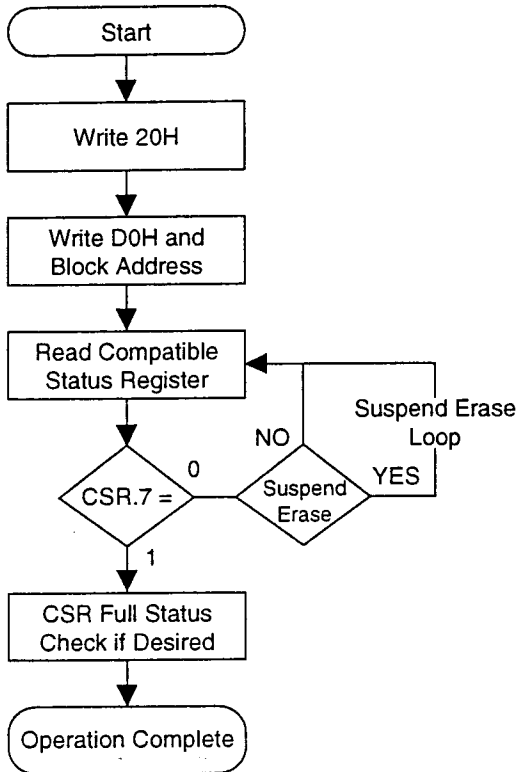 Start
Write 20H
Write D0H and
Block Address
Read Compatible
Status Register
Suspend Erase
Loop
NO
YES
0
CSR.7 =
Suspend
Erase
1
CSR Full Status
Check if Desired
Operation Complete